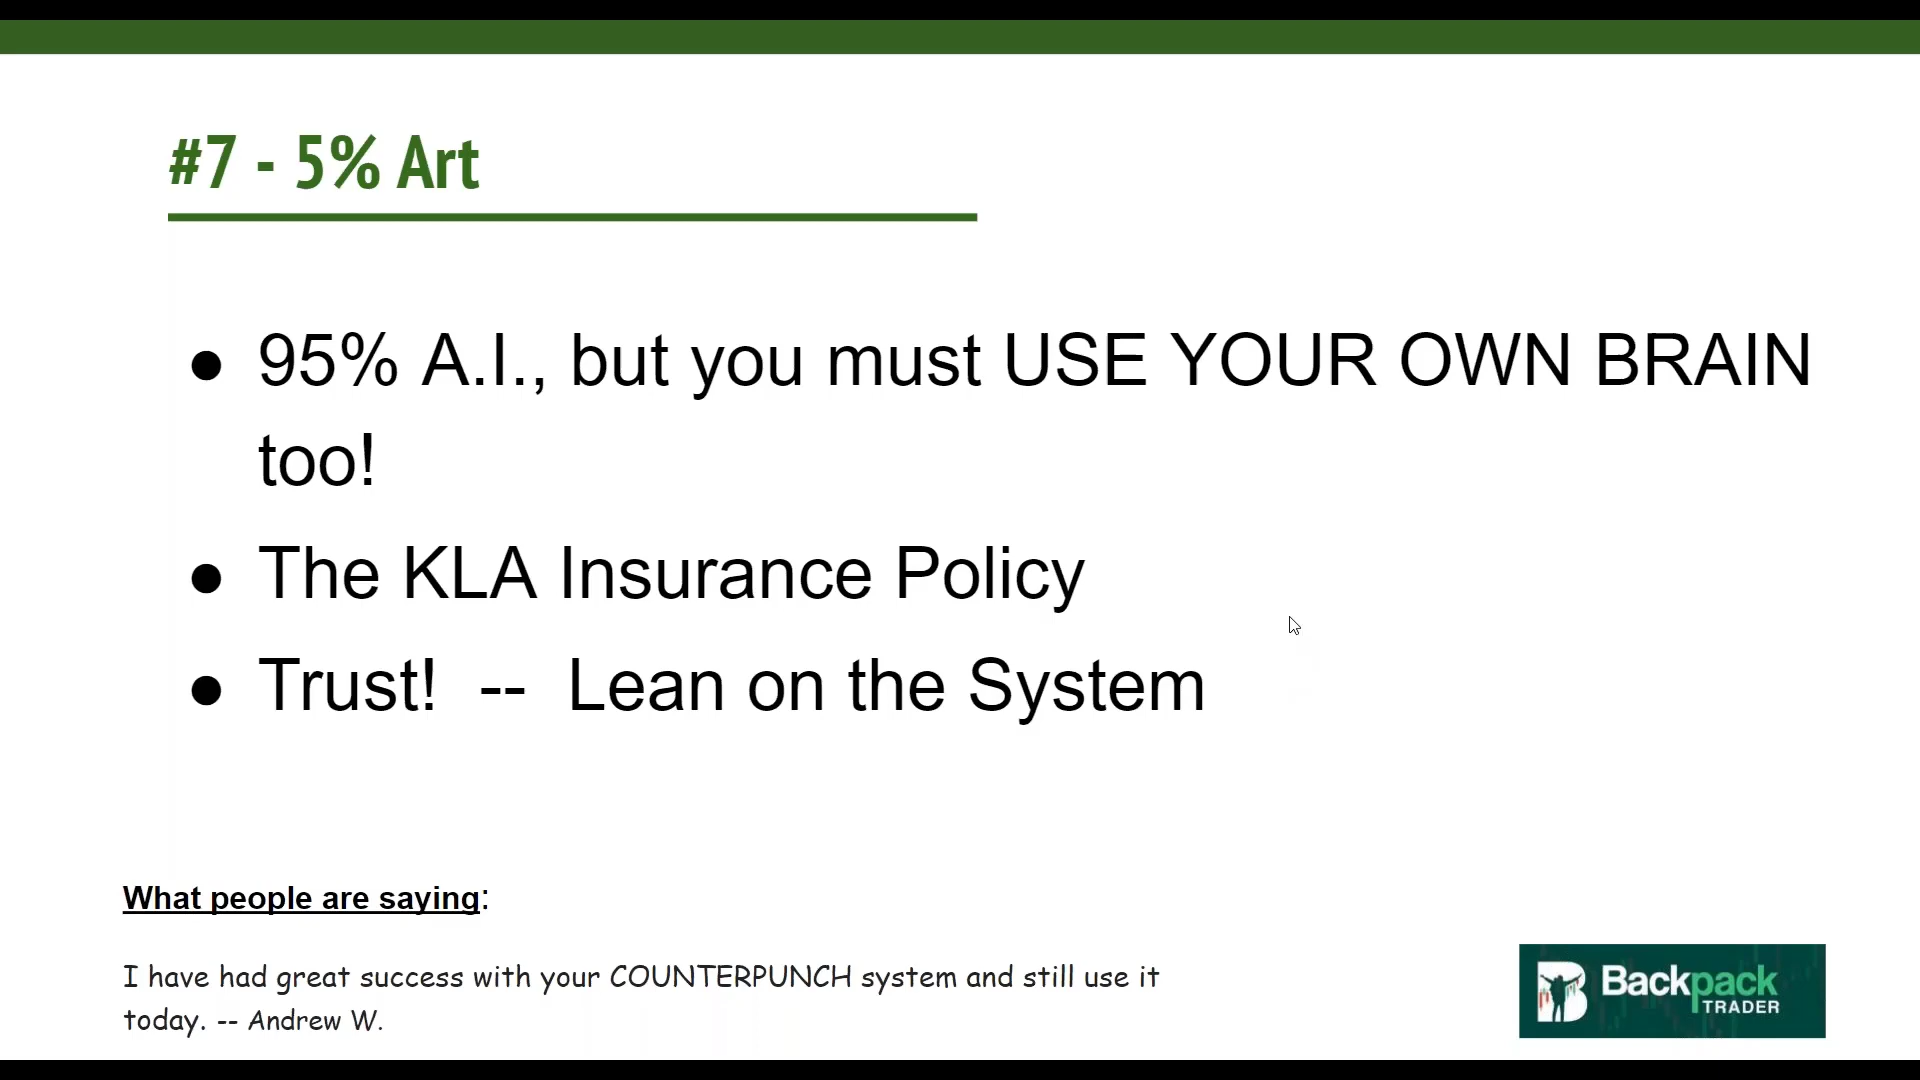 #7 - 5% Art
● 95% A.I., but you must USE YOUR OWN BRAIN
too!
● The KLA Insurance Policy
● Trust!  --  Lean on the System
What people are saying:
I have had great success with your COUNTERPUNCH system and still use it
today. -- Andrew W.
Backpack
TRADER